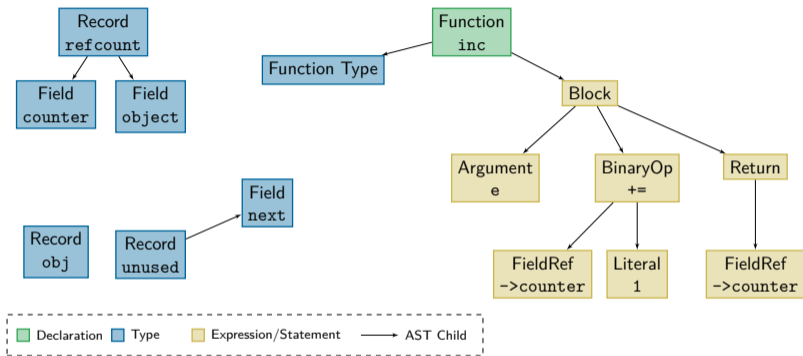 Record
refcount
Field
counter
Field
object
Function
inc
Function Type
Block
Argument
e
BinaryOp
+=
Return
Field
next
Record
obj
Record
unused
FieldRef
->counter
Literal
1
FieldRef
->counter
Declaration
Type
Expression/Statement
AST Child